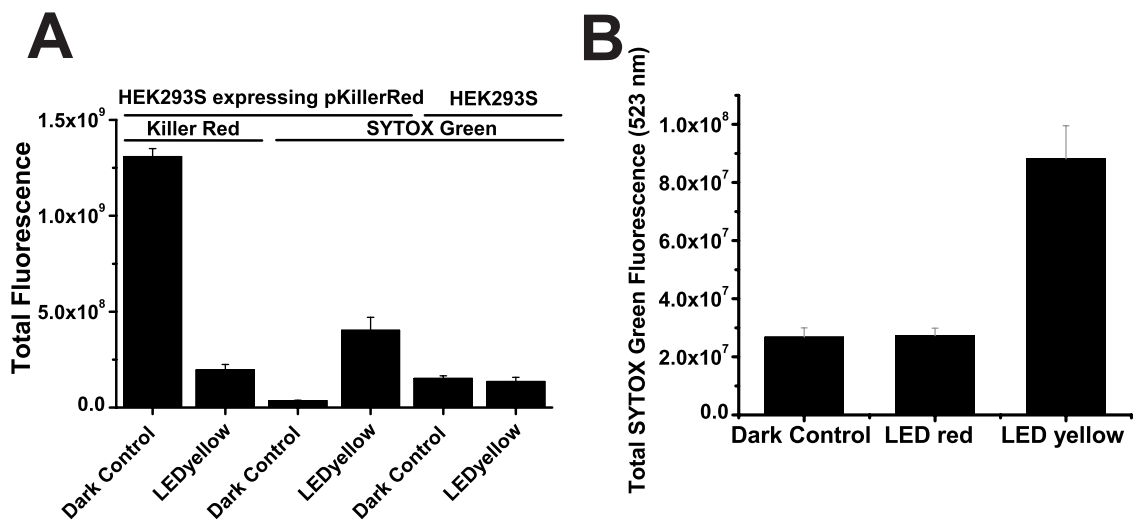 A
HEK293S expressing pKillerRed
HEK293S
Killer Red
SYTOX Green
Total Fluorescence
1.5x10⁹
1.0x10⁹
5.0x10⁸
0.0
Dark Control
LEDyellow
Dark Control
LEDyellow
Dark Control
LEDyellow
B
Total SYTOX Green Fluorescence (523 nm)
1.0x10⁸
8.0x10⁷
6.0x10⁷
4.0x10⁷
2.0x10⁷
0.0
Dark Control
LED red
LED yellow